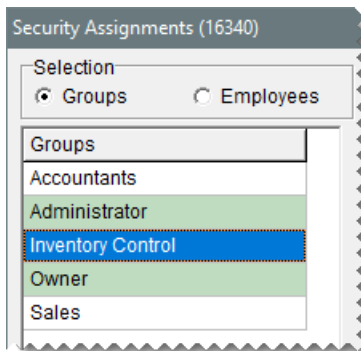 Security Assignments (16340)
Selection
Groups Employees
Groups
Accountants
Administrator
Inventory Control
Owner
Sales